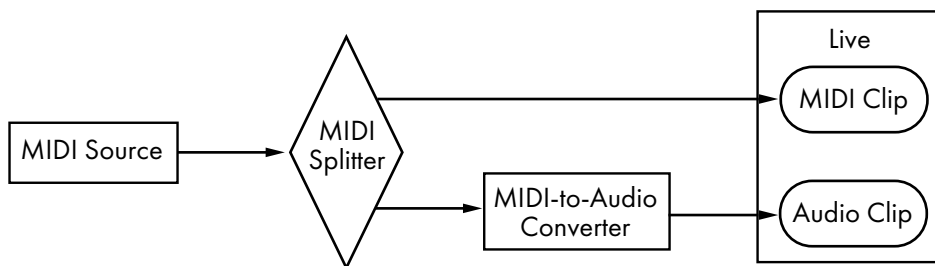 MIDI Source
MIDI
Splitter
MIDI-to-Audio
Converter
Live
MIDI Clip
Audio Clip